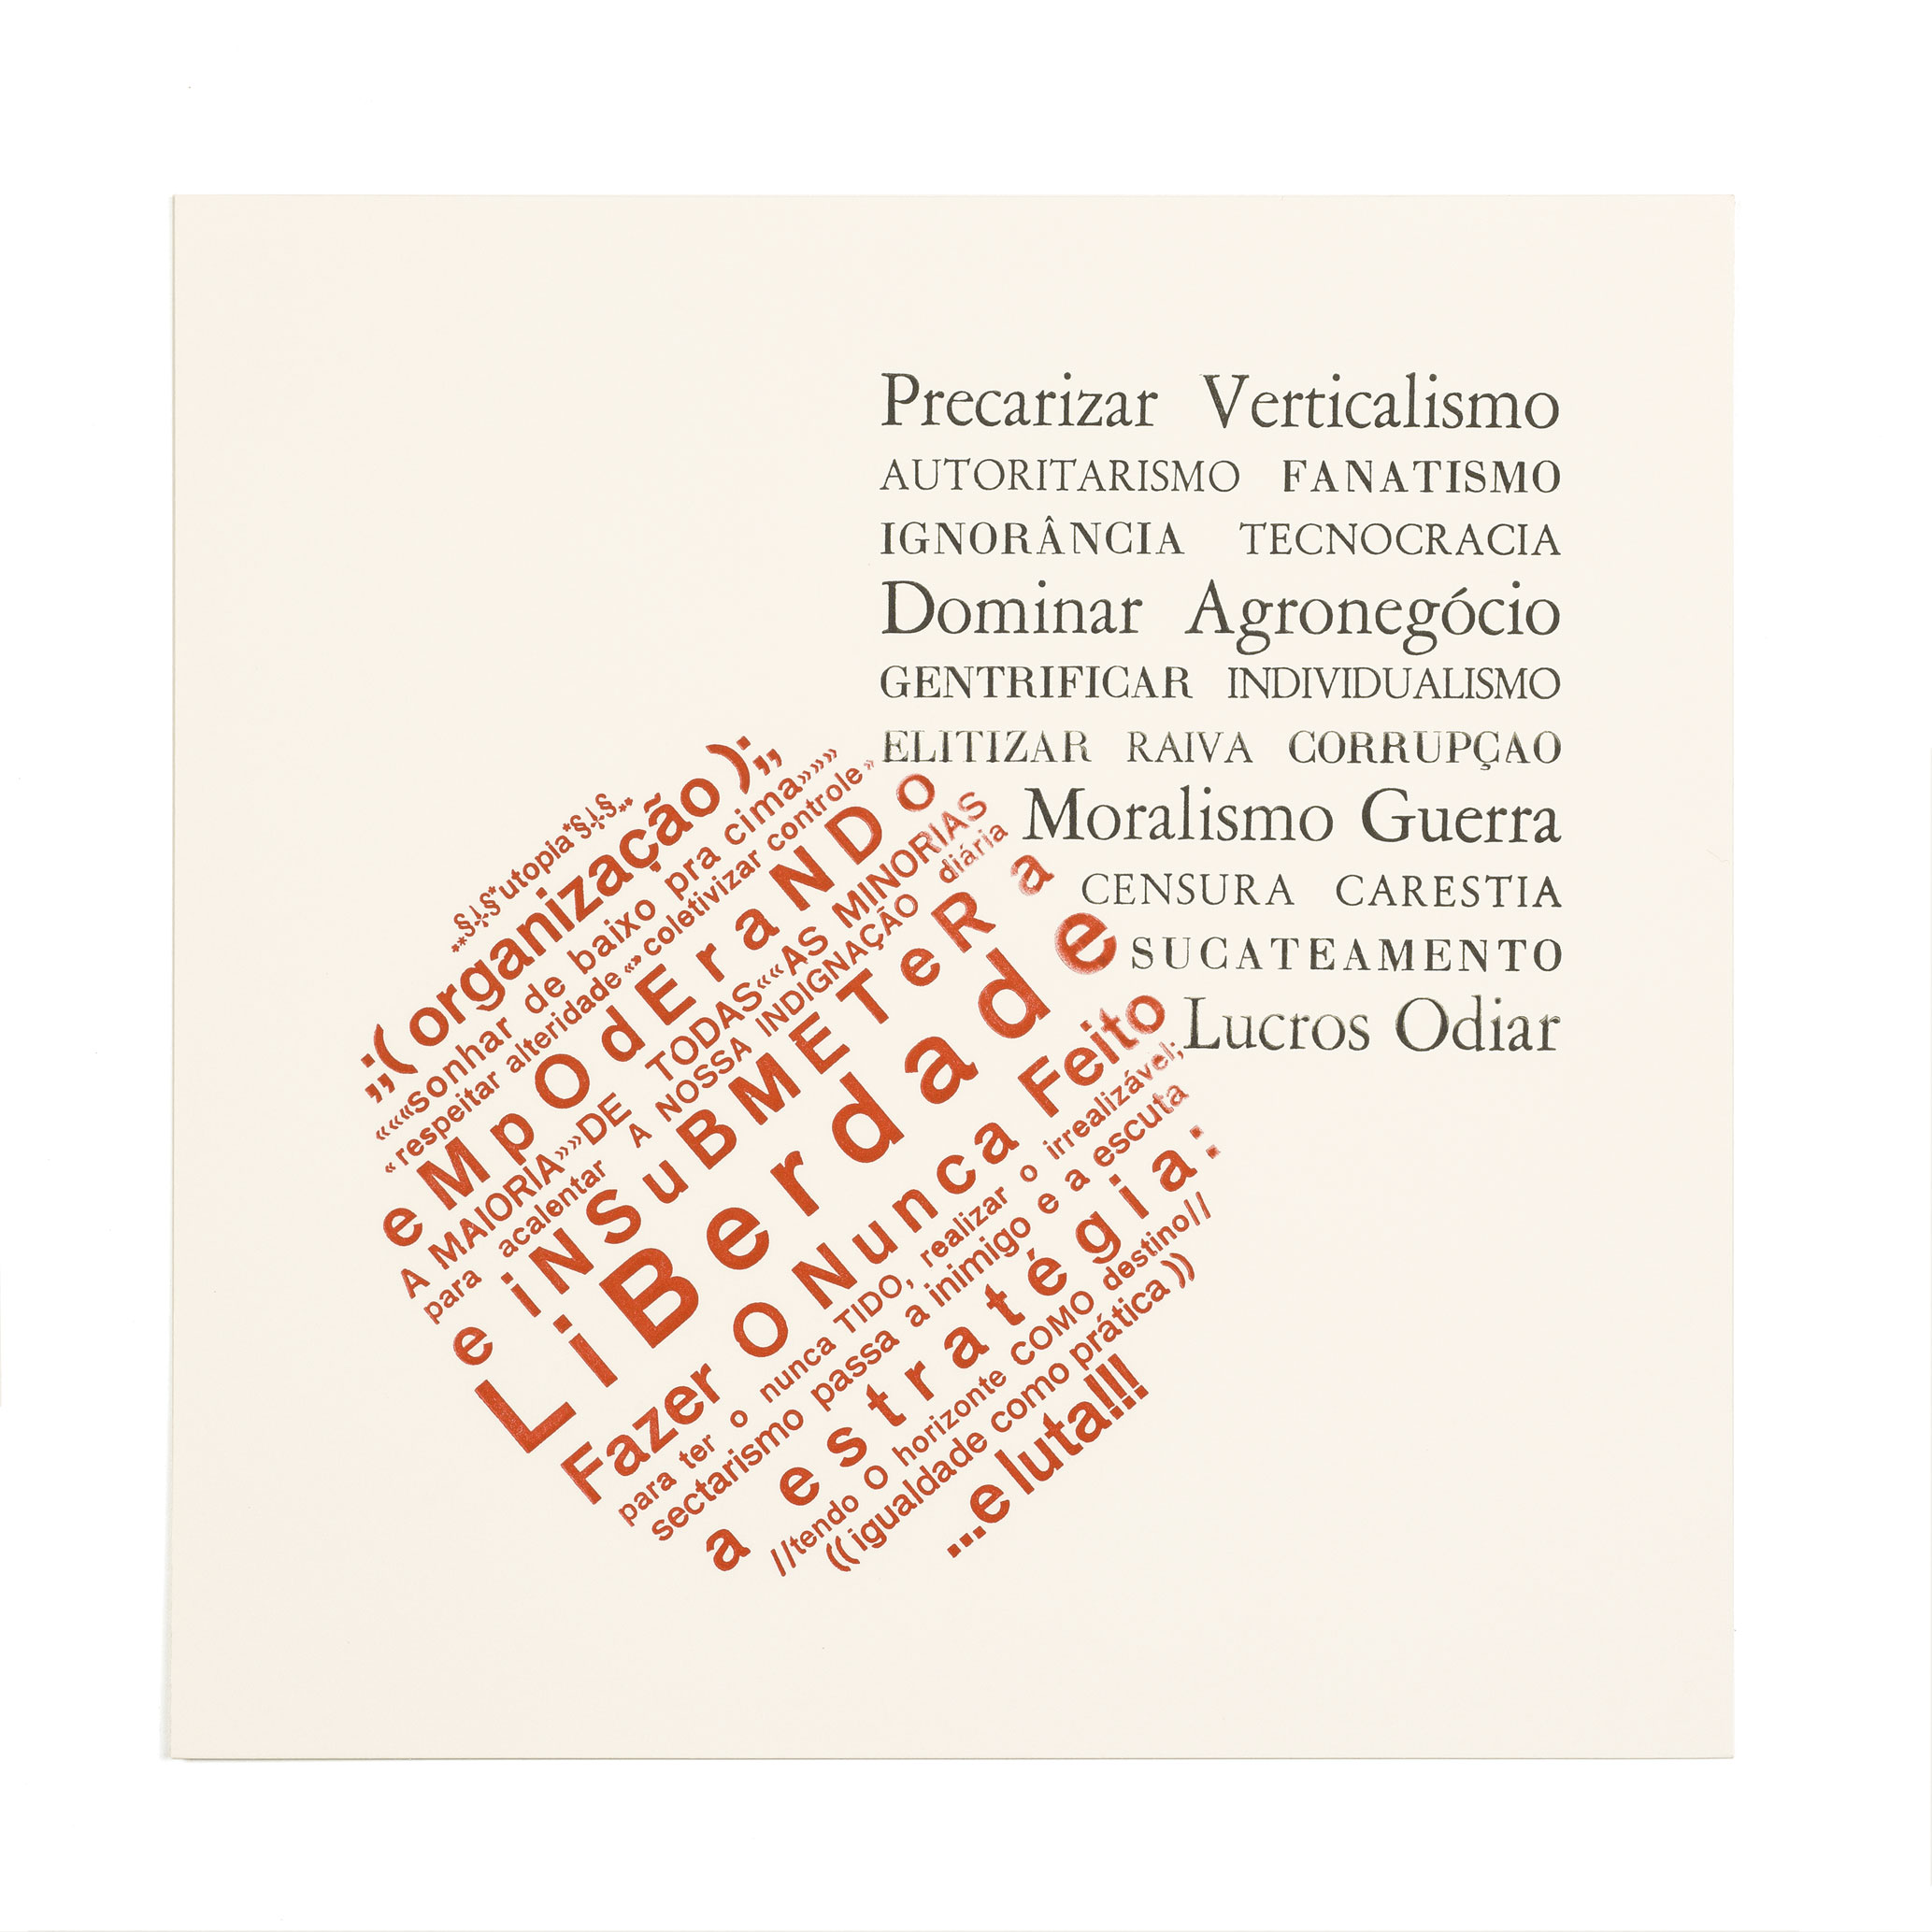 Precarizar Verticalismo
AUTORITARISMO FANATISMO
IGNORÂNCIA TECNOCRACIA
Dominar Agronegócio
GENTRIFICAR INDIVIDUALISMO
ELITIZAR RAIVA CORRUPÇAO
Moralismo Guerra
CENSURA CARESTIA
SUCATEAMENTO
Lucros Odiar
**§⸸§*utopia*§⸸§**
;;(organização);;
«««sonhar de baixo pra cima»»»
«respeitar alteridade«»coletivizar controle»
eMpOdEraNDo
A MAIORIA»»DE TODAS««AS MINORIAS
para acalentar A NOSSA INDIGNAÇÃO diária
e iNSuBMETeR a
LiBerdade
Fazer O Nunca Feito
para ter o nunca TIDO, realizar o irrealizável;
sectarismo passa a inimigo e a escuta
a estratégia:
//tendo o horizonte COMO destino//
((igualdade como prática))
...e luta!!!